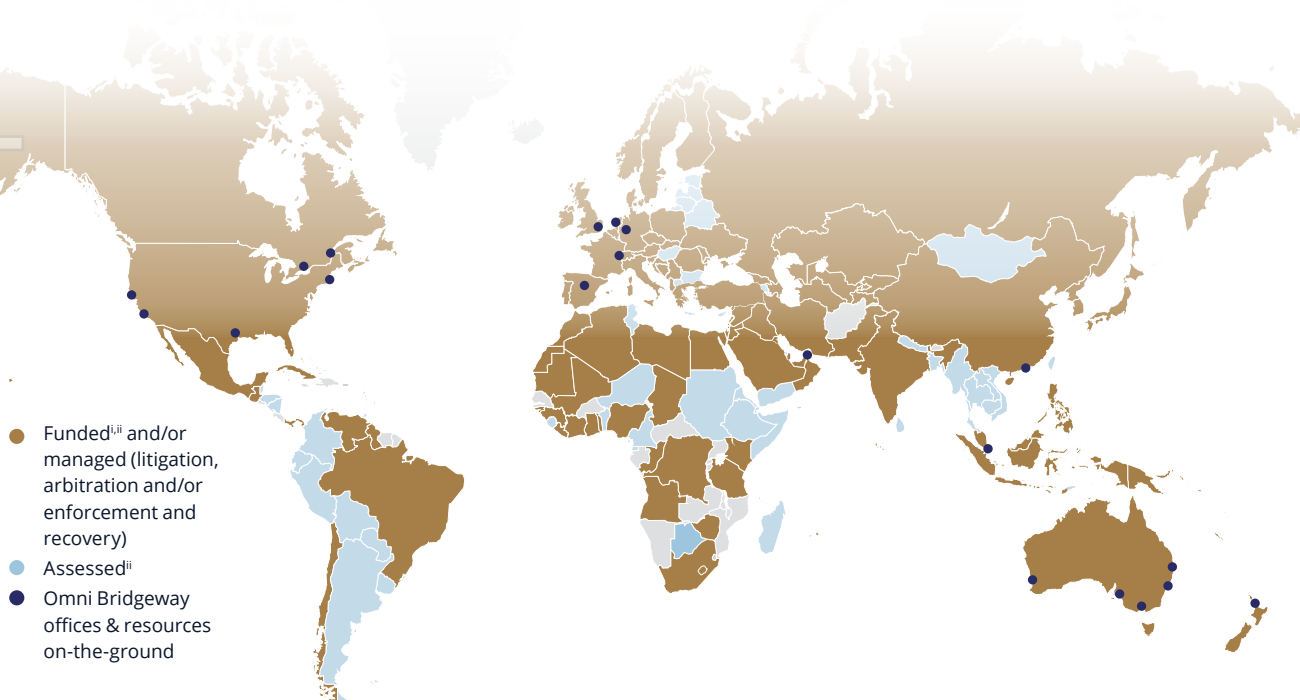 Fundedi,ii and/or
managed (litigation,
arbitration and/or
enforcement and
recovery)
Assessedii
Omni Bridgeway
offices & resources
on-the-ground